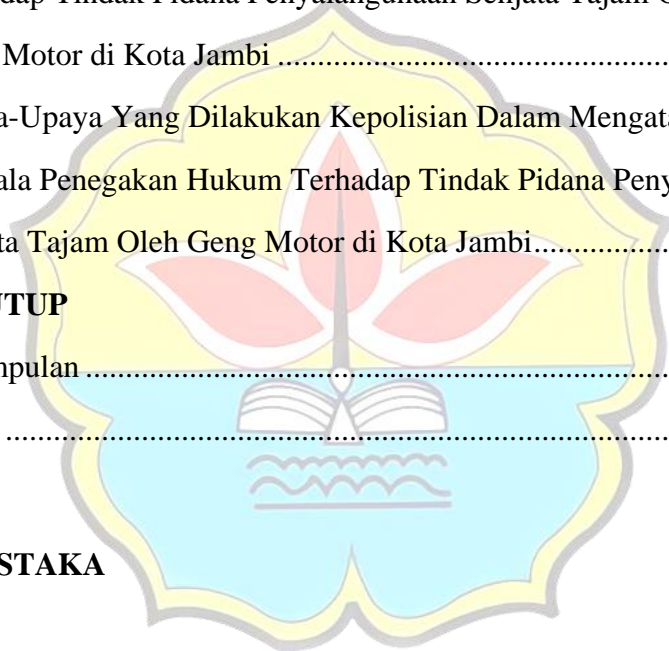 dap Tindak Pidana Penyalahgunaan Senjata Tajam O
Motor di Kota Jambi ....................................................
a-Upaya Yang Dilakukan Kepolisian Dalam Mengata
ala Penegakan Hukum Terhadap Tindak Pidana Peny
ta Tajam Oleh Geng Motor di Kota Jambi....................
UTUP
npulan ..............................................................................
.........................................................................................
STAKA